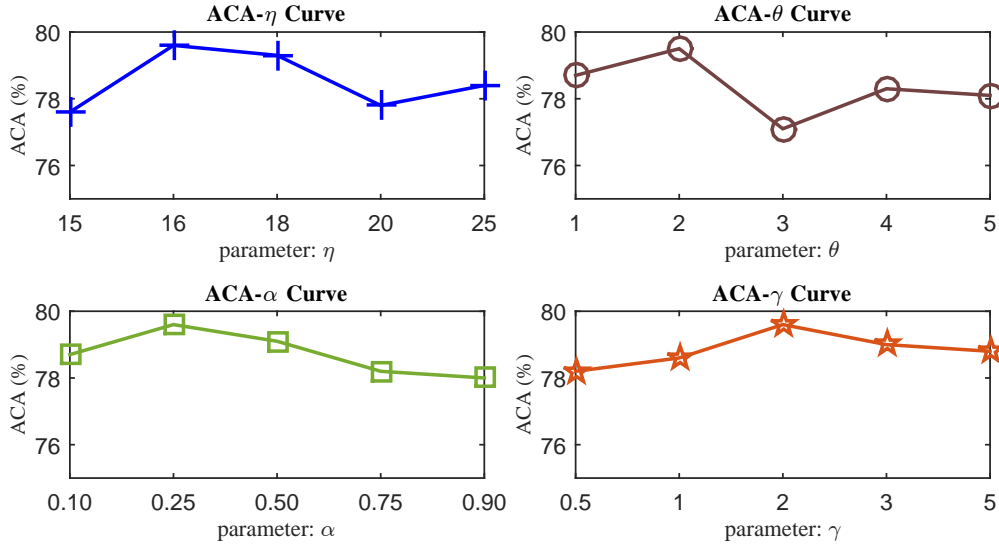 ACA-η Curve
ACA (%)
80
78
76
15 16 18 20 25
parameter: η
ACA-θ Curve
ACA (%)
80
78
76
1 2 3 4 5
parameter: θ
ACA-α Curve
ACA (%)
80
78
76
0.10 0.25 0.50 0.75 0.90
parameter: α
ACA-γ Curve
ACA (%)
80
78
76
0.5 1 2 3 5
parameter: γ